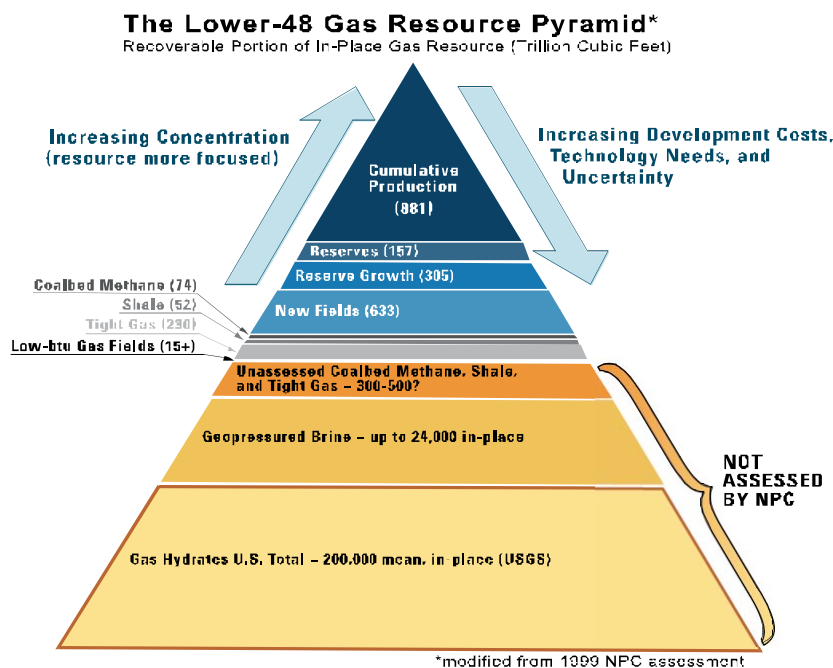 The Lower-48 Gas Resource Pyramid*
Recoverable Portion of In-Place Gas Resource (Trillion Cubic Feet)
Increasing Concentration
(resource more focused)
Increasing Development Costs,
Technology Needs, and
Uncertainty
Cumulative
Production
(881)
Reserves (157)
Reserve Growth (305)
New Fields (633)
Coalbed Methane (74)
Shale (52)
Tight Gas (230)
Low-btu Gas Fields (15+)
Unassessed Coalbed Methane, Shale,
and Tight Gas – 300-500?
Geopressured Brine – up to 24,000 in-place
NOT
ASSESSED
BY NPC
Gas Hydrates U.S. Total – 200,000 mean, in-place (USGS)
*modified from 1999 NPC assessment